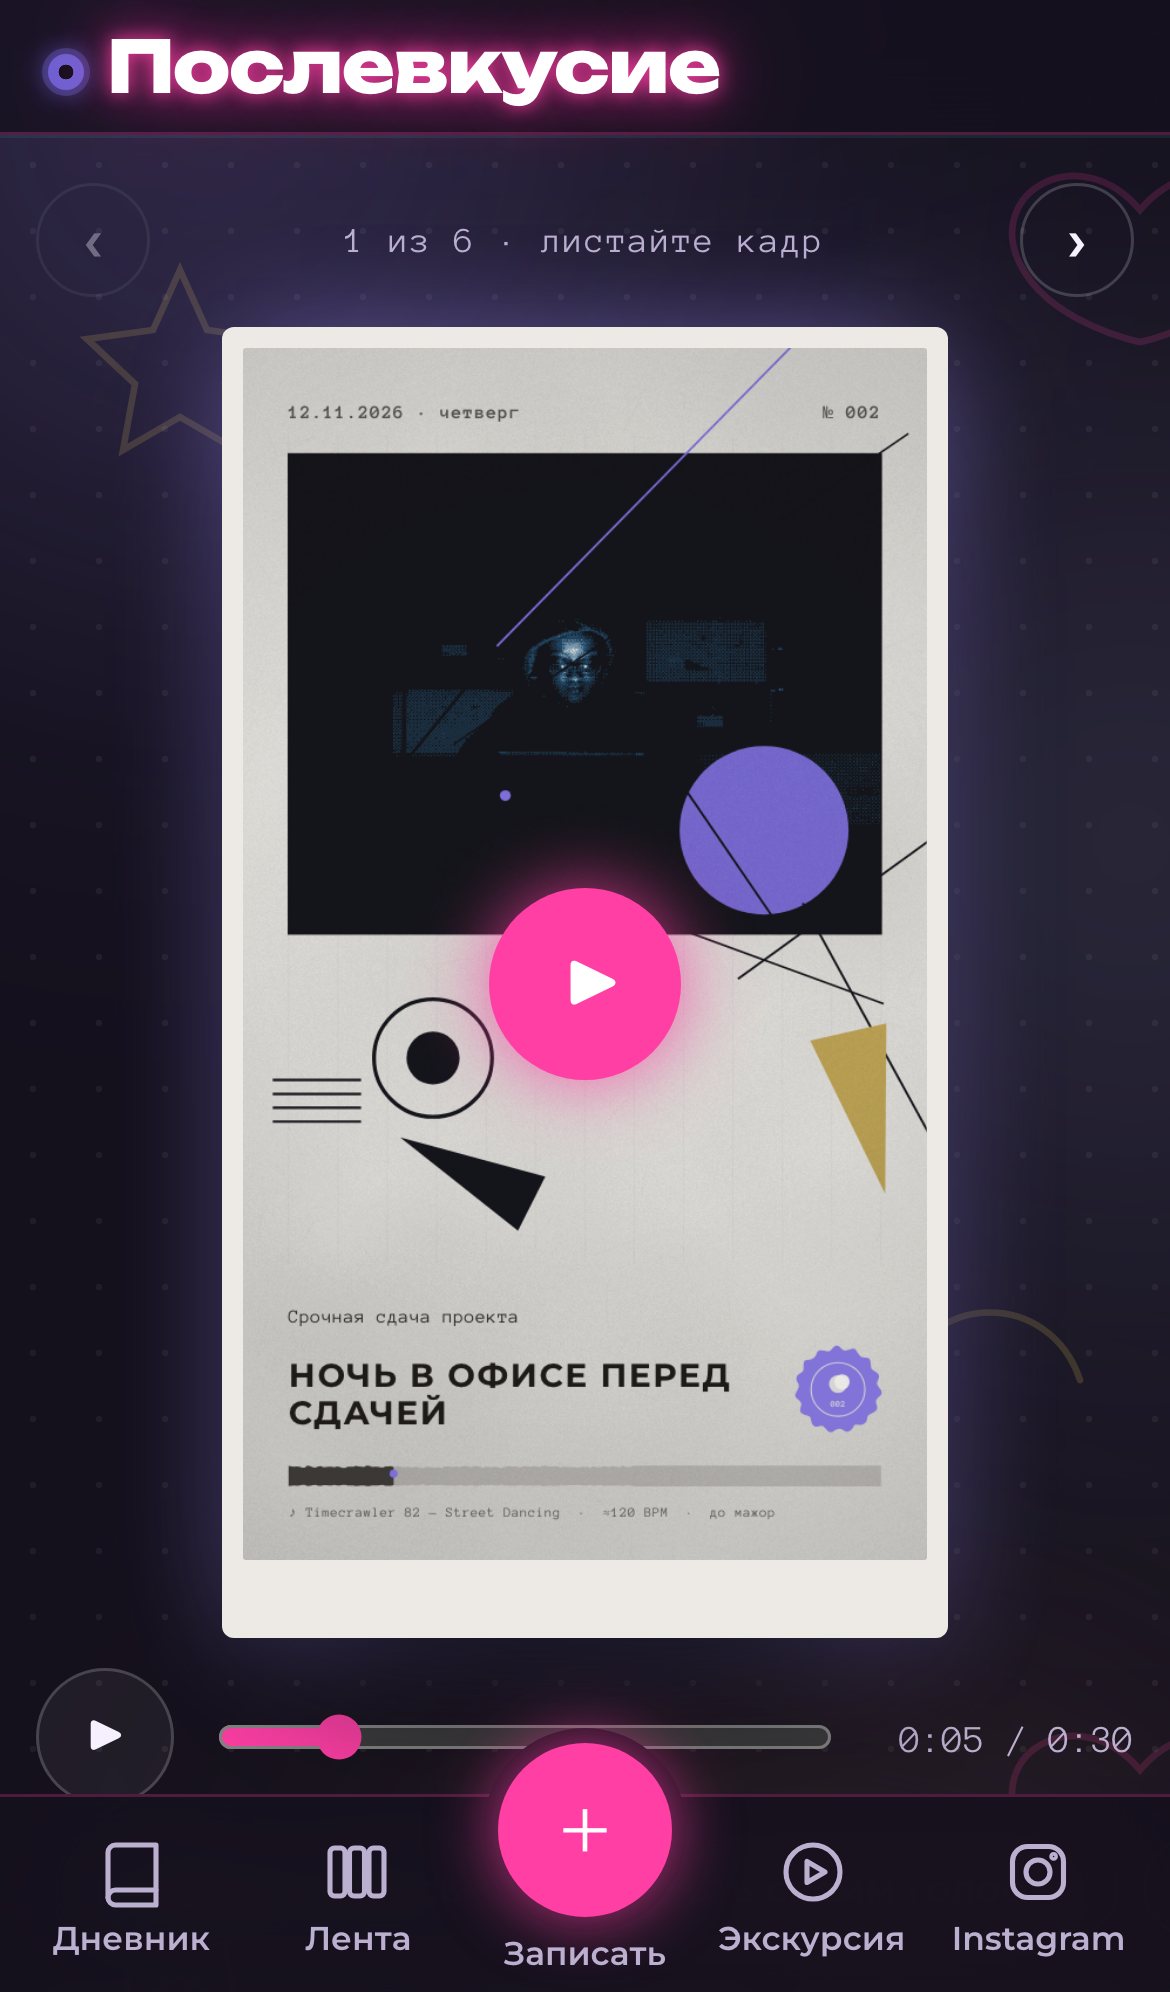 Послевкусие
1 из 6 · листайте кадр
12.11.2026 · четверг
№ 002
Срочная сдача проекта
НОЧЬ В ОФИСЕ ПЕРЕД
СДАЧЕЙ
002
♪ Timecrawler 82 — Street Dancing · ≈120 BPM · до мажор
0:05 / 0:30
Дневник
Лента
Записать
Экскурсия
Instagram